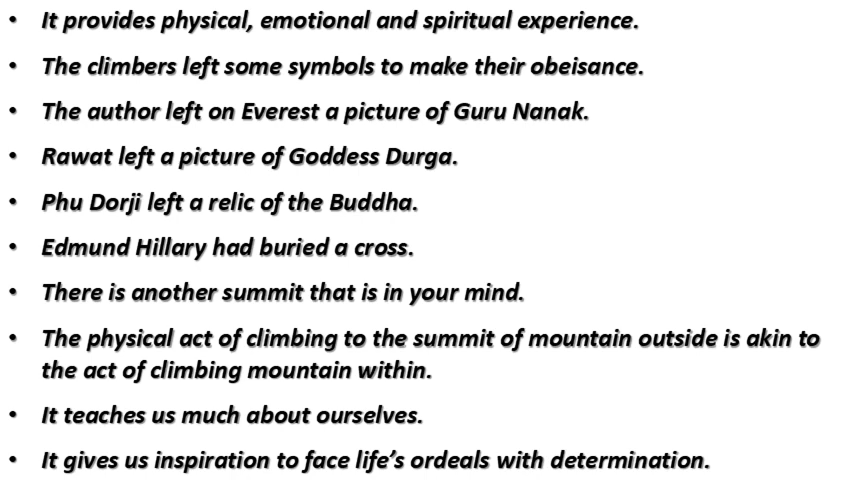 • It provides physical, emotional and spiritual experience.
• The climbers left some symbols to make their obeisance.
• The author left on Everest a picture of Guru Nanak.
• Rawat left a picture of Goddess Durga.
• Phu Dorji left a relic of the Buddha.
• Edmund Hillary had buried a cross.
• There is another summit that is in your mind.
• The physical act of climbing to the summit of mountain outside is akin to
the act of climbing mountain within.
• It teaches us much about ourselves.
• It gives us inspiration to face life’s ordeals with determination.